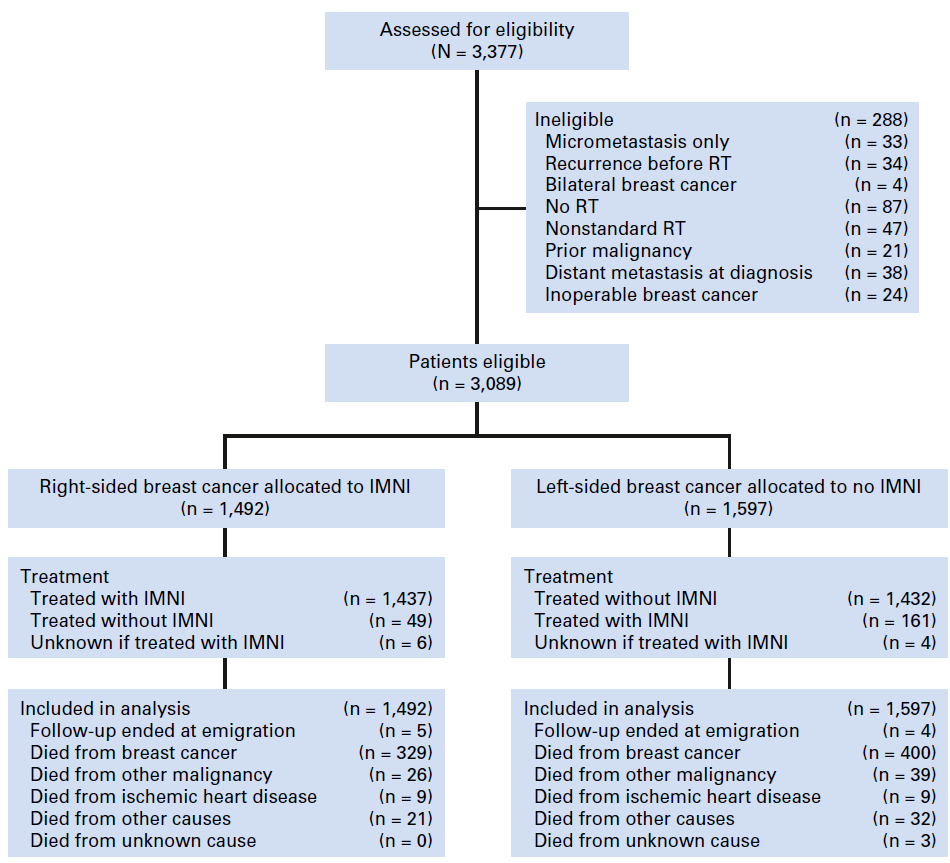 Assessed for eligibility
(N = 3,377)
Ineligible (n = 288)
Micrometastasis only (n = 33)
Recurrence before RT (n = 34)
Bilateral breast cancer (n = 4)
No RT (n = 87)
Nonstandard RT (n = 47)
Prior malignancy (n = 21)
Distant metastasis at diagnosis (n = 38)
Inoperable breast cancer (n = 24)
Patients eligible
(n = 3,089)
Right-sided breast cancer allocated to IMNI
(n = 1,492)
Treatment
Treated with IMNI (n = 1,437)
Treated without IMNI (n = 49)
Unknown if treated with IMNI (n = 6)
Included in analysis (n = 1,492)
Follow-up ended at emigration (n = 5)
Died from breast cancer (n = 329)
Died from other malignancy (n = 26)
Died from ischemic heart disease (n = 9)
Died from other causes (n = 21)
Died from unknown cause (n = 0)
Left-sided breast cancer allocated to no IMNI
(n = 1,597)
Treatment
Treated without IMNI (n = 1,432)
Treated with IMNI (n = 161)
Unknown if treated with IMNI (n = 4)
Included in analysis (n = 1,597)
Follow-up ended at emigration (n = 4)
Died from breast cancer (n = 400)
Died from other malignancy (n = 39)
Died from ischemic heart disease (n = 9)
Died from other causes (n = 32)
Died from unknown cause (n = 3)